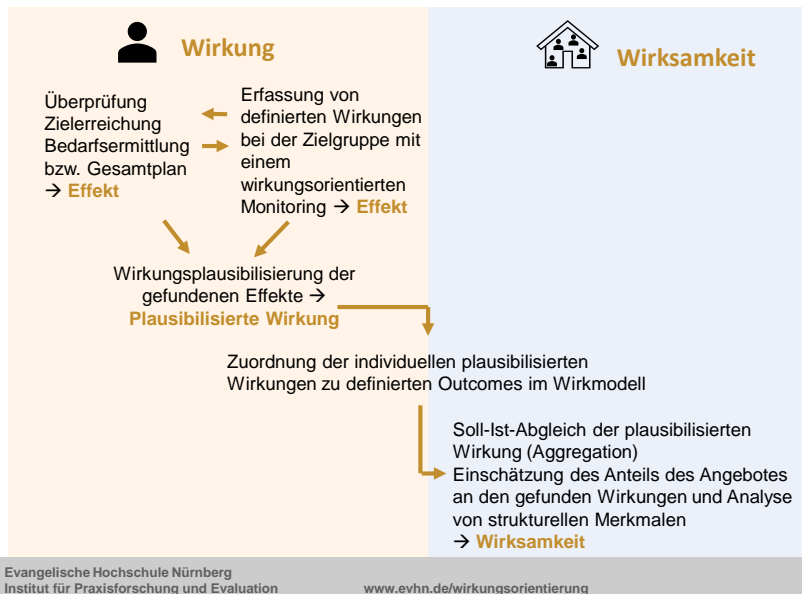 Wirkung
Wirksamkeit
Überprüfung
Zielerreichung
Bedarfsermittlung
bzw. Gesamtplan
→ Effekt
Erfassung von
definierten Wirkungen
bei der Zielgruppe mit
einem
wirkungsorientierten
Monitoring → Effekt
Wirkungsplausibilisierung der
gefundenen Effekte →
Plausibilisierte Wirkung
Zuordnung der individuellen plausibilisierten
Wirkungen zu definierten Outcomes im Wirkmodell
Soll-Ist-Abgleich der plausibilisierten
Wirkung (Aggregation)
Einschätzung des Anteils des Angebotes
an den gefunden Wirkungen und Analyse
von strukturellen Merkmalen
→ Wirksamkeit
Evangelische Hochschule Nürnberg
Institut für Praxisforschung und Evaluation www.evhn.de/wirkungsorientierung